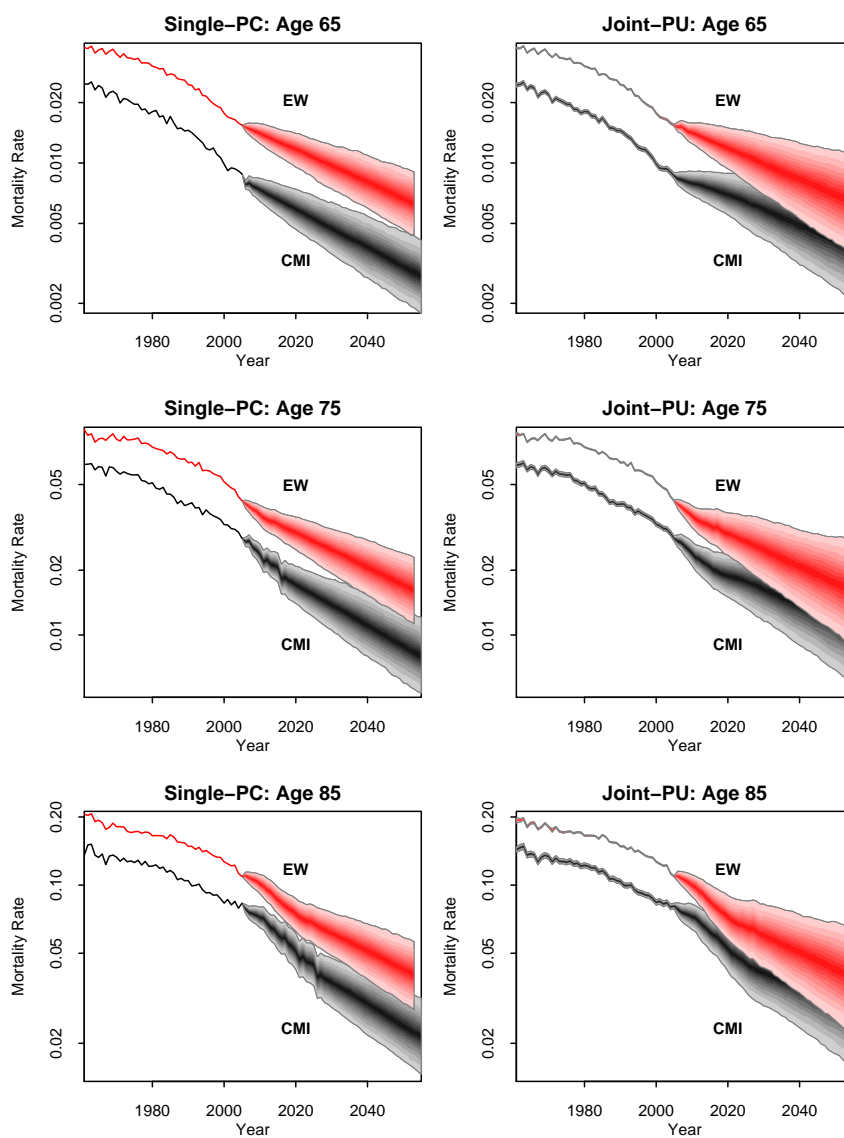 Single−PC: Age 65
Mortality Rate
0.020
0.010
0.005
0.002
EW
CMI
1980 2000 2020 2040
Year
Joint−PU: Age 65
Mortality Rate
0.020
0.010
0.005
0.002
EW
CMI
1980 2000 2020 2040
Year
Single−PC: Age 75
Mortality Rate
0.05
0.02
0.01
EW
CMI
1980 2000 2020 2040
Year
Joint−PU: Age 75
Mortality Rate
0.05
0.02
0.01
EW
CMI
1980 2000 2020 2040
Year
Single−PC: Age 85
Mortality Rate
0.20
0.10
0.05
0.02
EW
CMI
1980 2000 2020 2040
Year
Joint−PU: Age 85
Mortality Rate
0.20
0.10
0.05
0.02
EW
CMI
1980 2000 2020 2040
Year